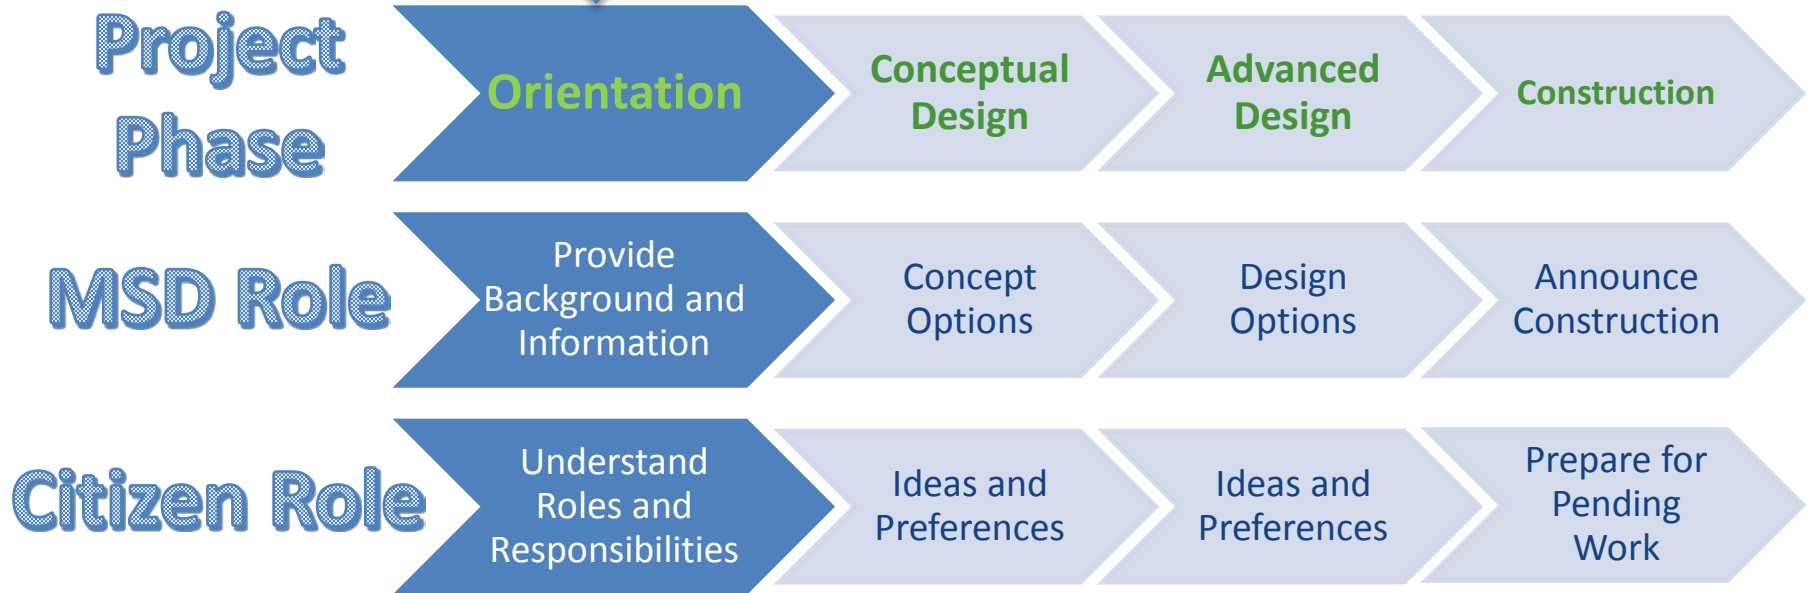 Project
Phase
Orientation
Conceptual
Design
Advanced
Design
Construction
MSD Role
Provide
Background and
Information
Concept
Options
Design
Options
Announce
Construction
Citizen Role
Understand
Roles and
Responsibilities
Ideas and
Preferences
Ideas and
Preferences
Prepare for
Pending
Work